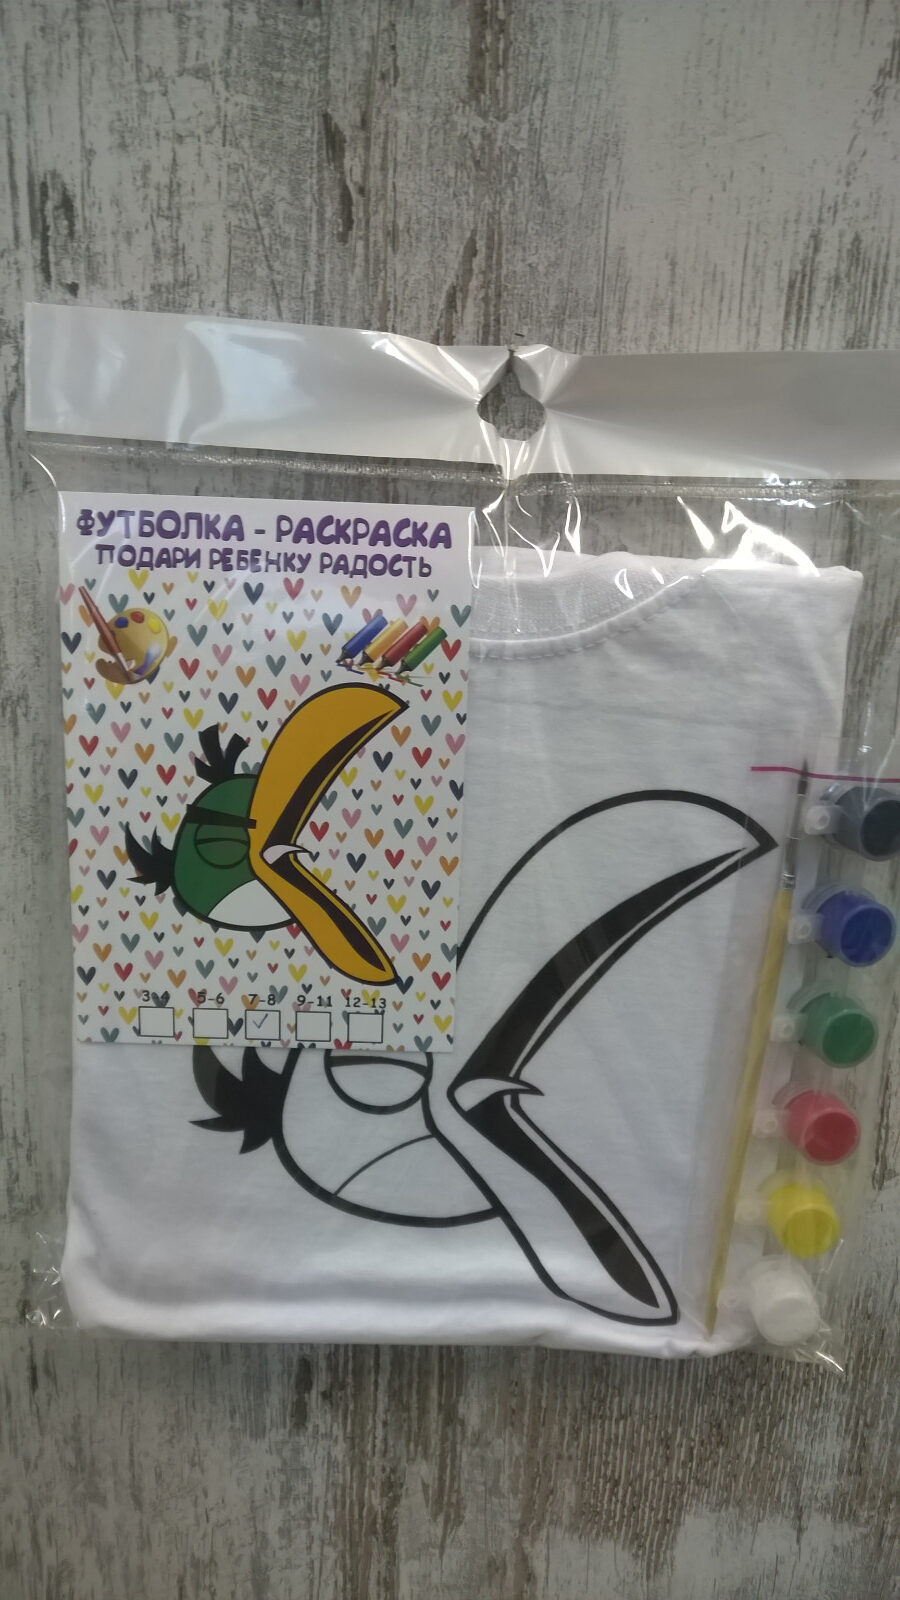 ФУТБОЛКА - РАСКРАСКА
ПОДАРИ РЕБЕНКУ РАДОСТЬ
3-4 5-6 7-8 9-11 12-13